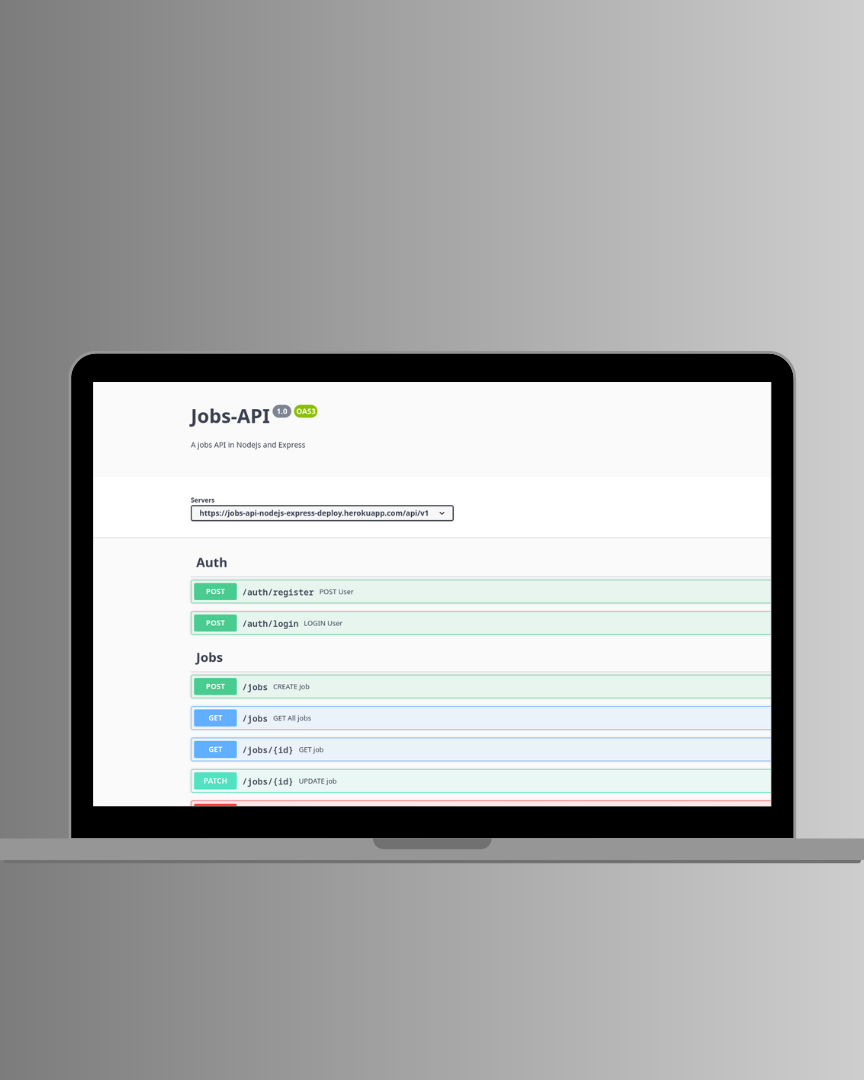 Jobs-API 1.0 OAS3
A jobs API in NodeJs and Express
Servers
https://jobs-api-nodejs-express-deploy.herokuapp.com/api/v1
Auth
POST /auth/register POST User
POST /auth/login LOGIN User
Jobs
POST /jobs CREATE Job
GET /jobs GET All jobs
GET /jobs/{id} GET job
PATCH /jobs/{id} UPDATE job